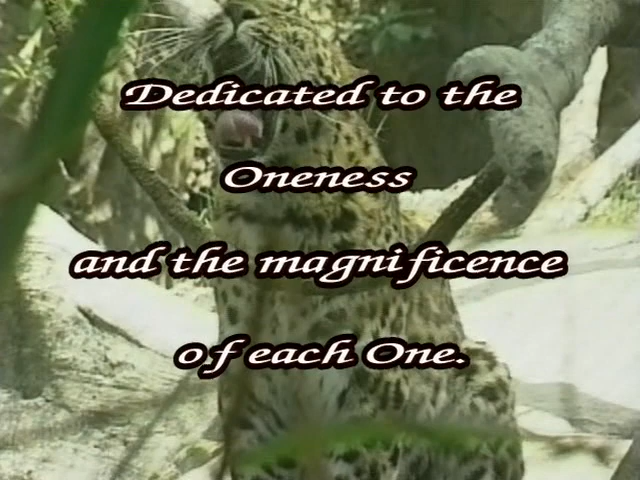 Dedicated to the
Oneness
and the magnificence
of each One.